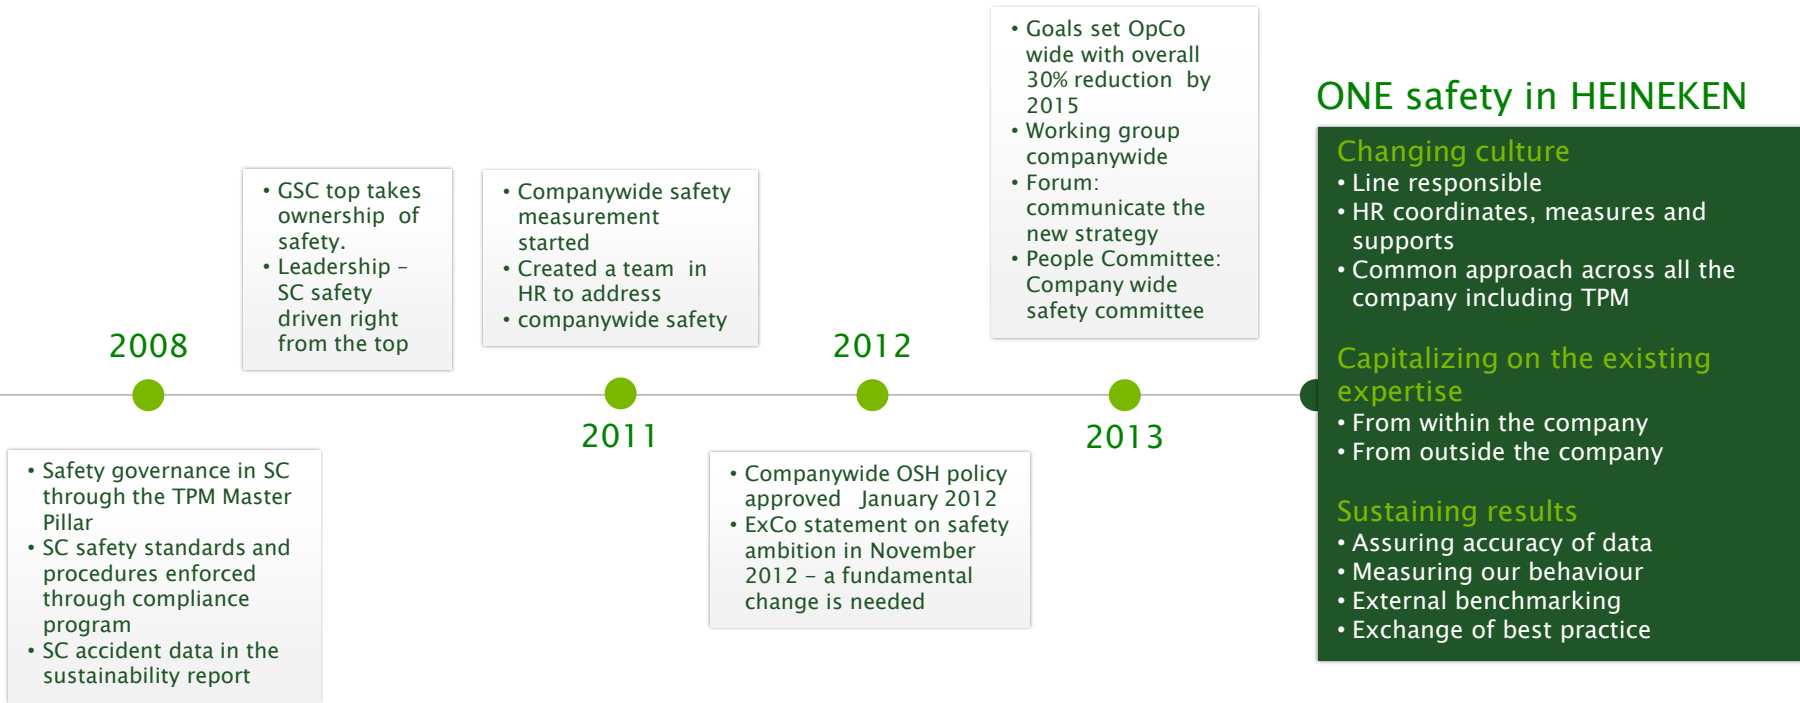 2008
• Safety governance in SC
through the TPM Master
Pillar
• SC safety standards and
procedures enforced
through compliance
program
• SC accident data in the
sustainability report
• GSC top takes
ownership of
safety.
• Leadership –
SC safety
driven right
from the top
• Companywide safety
measurement
started
• Created a team in
HR to address
• companywide safety
2011
2012
• Companywide OSH policy
approved January 2012
• ExCo statement on safety
ambition in November
2012 – a fundamental
change is needed
• Goals set OpCo
wide with overall
30% reduction by
2015
• Working group
companywide
• Forum:
communicate the
new strategy
• People Committee:
Company wide
safety committee
2013
ONE safety in HEINEKEN
Changing culture
• Line responsible
• HR coordinates, measures and
supports
• Common approach across all the
company including TPM
Capitalizing on the existing
expertise
• From within the company
• From outside the company
Sustaining results
• Assuring accuracy of data
• Measuring our behaviour
• External benchmarking
• Exchange of best practice